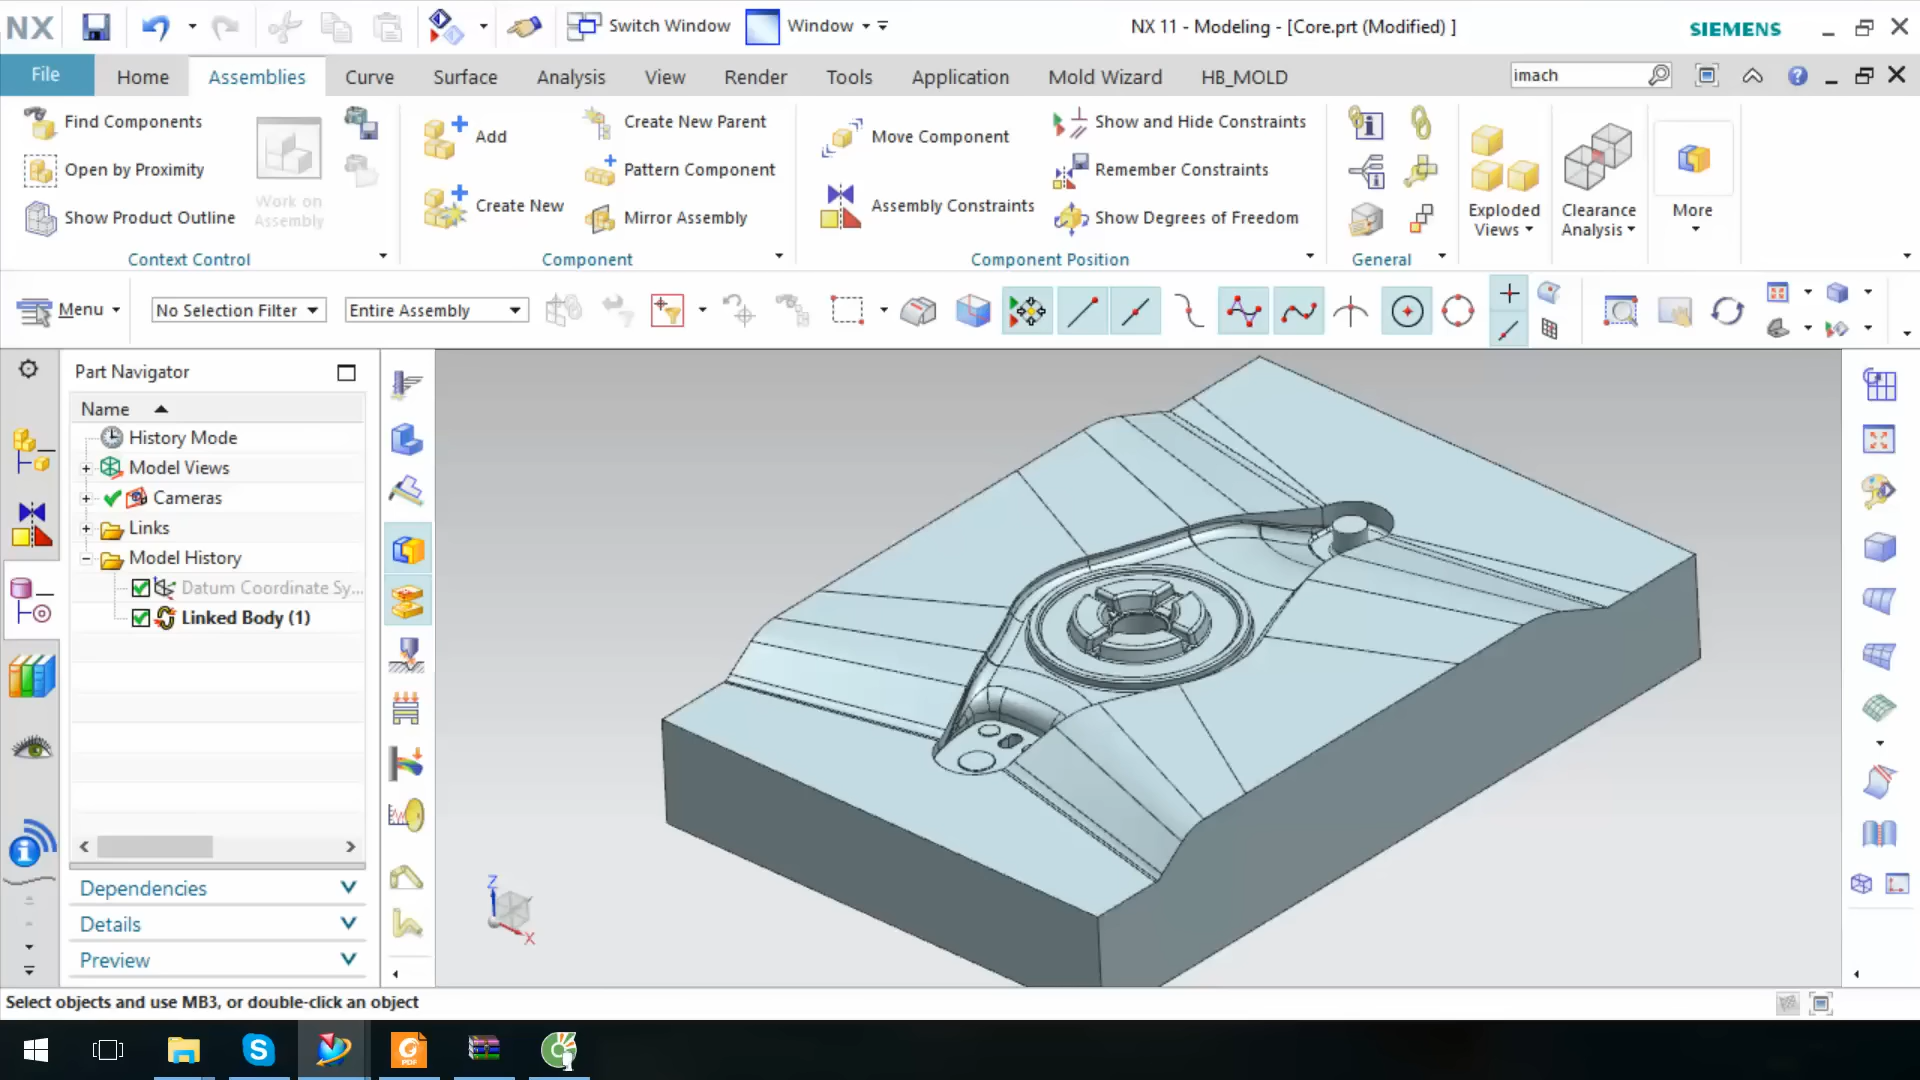 NX
Switch Window
Window
NX 11 - Modeling - [Core.prt (Modified) ]
SIEMENS
File
Home
Assemblies
Curve
Surface
Analysis
View
Render
Tools
Application
Mold Wizard
HB_MOLD
imach
Find Components
Open by Proximity
Show Product Outline
Work on
Assembly
Context Control
Add
Create New
Create New Parent
Pattern Component
Mirror Assembly
Component
Move Component
Assembly Constraints
Show and Hide Constraints
Remember Constraints
Show Degrees of Freedom
Component Position
General
Exploded
Views
Clearance
Analysis
More
Menu
No Selection Filter
Entire Assembly
Part Navigator
Name
History Mode
Model Views
Cameras
Links
Model History
Datum Coordinate Sy...
Linked Body (1)
Dependencies
Details
Preview
Z
X
Select objects and use MB3, or double-click an object
PDF